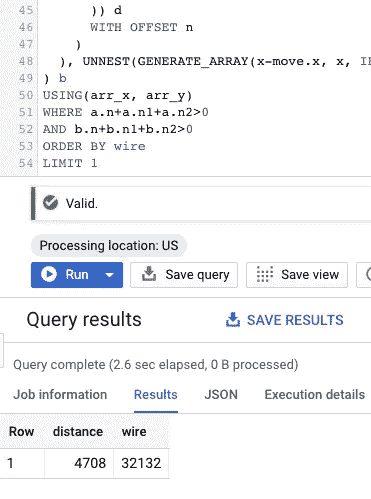 45 )) d
46 WITH OFFSET n
47 )
48 ), UNNEST(GENERATE_ARRAY(x-move.x, x,
49 ) b
50 USING(arr_x, arr_y)
51 WHERE a.n+a.n1+a.n2>0
52 AND b.n+b.n1+b.n2>0
53 ORDER BY wire
54 LIMIT 1
Valid.
Processing location: US
Run Save query Save view
Query results SAVE RESULTS
Query complete (2.6 sec elapsed, 0 B processed)
Job information Results JSON Execution details
Row distance wire
1 4708 32132